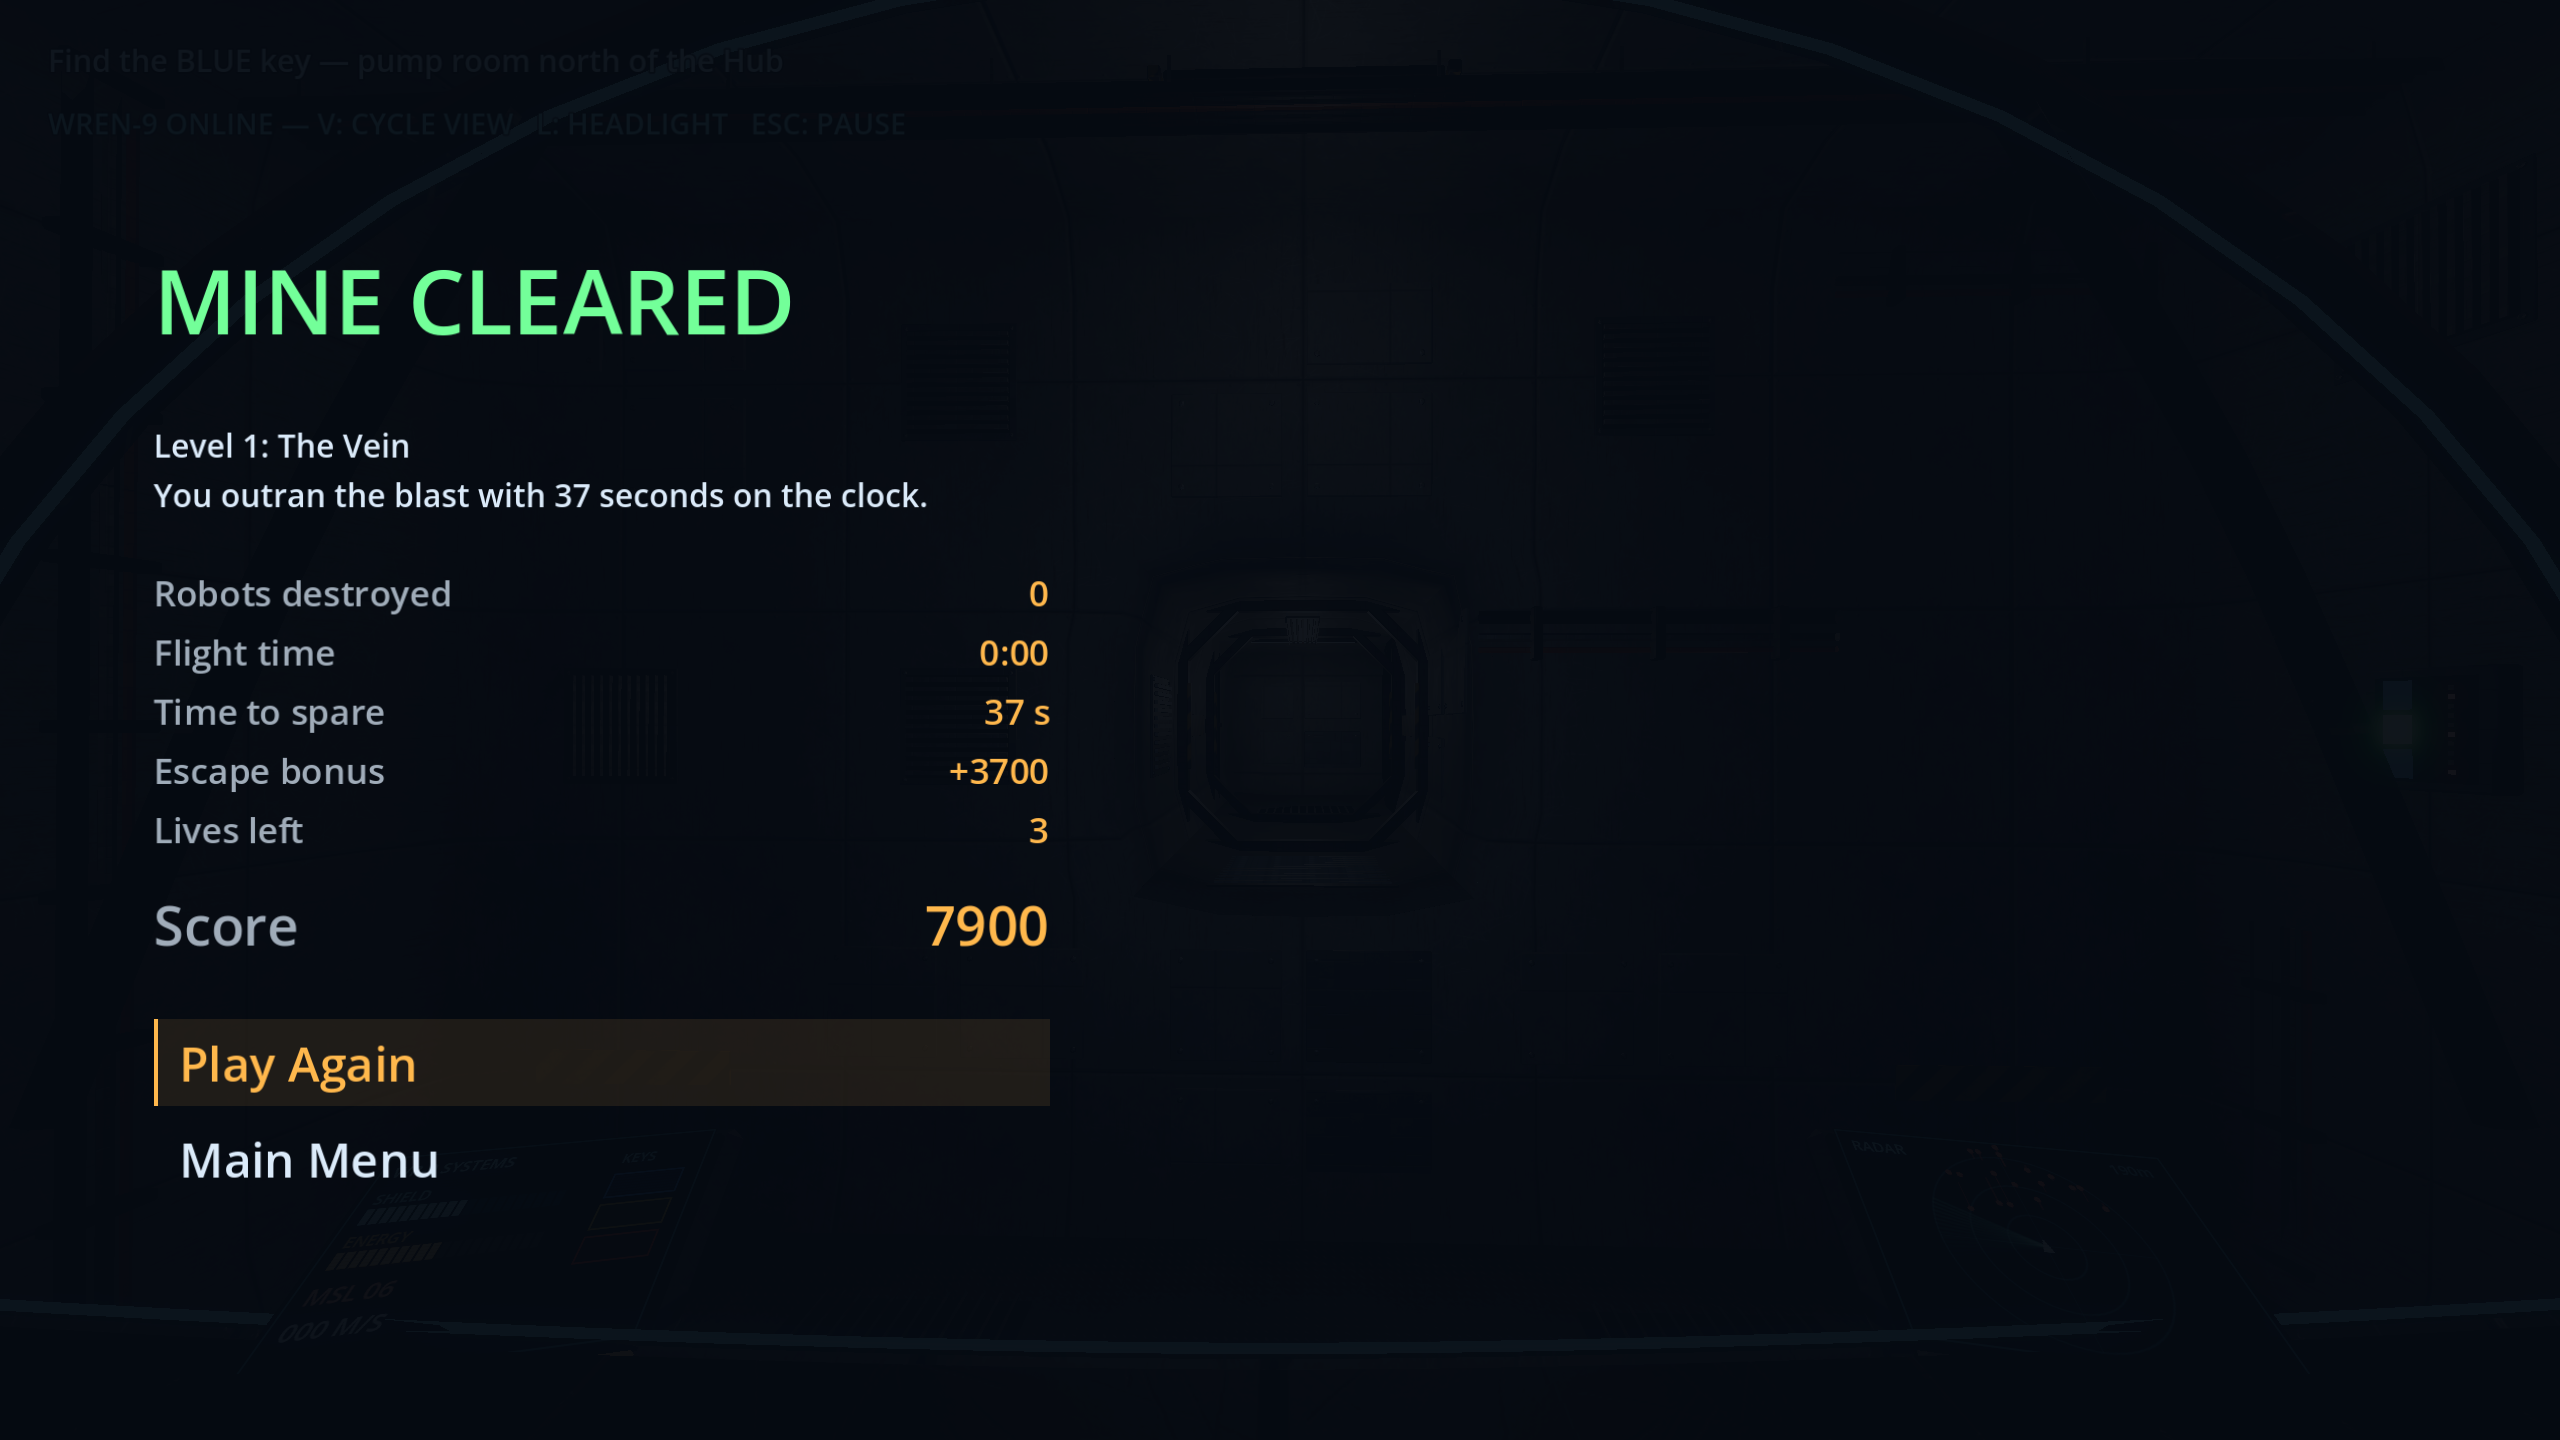 Find the BLUE key — pump room north of the Hub
WREN-9 ONLINE — V: CYCLE VIEW L: HEADLIGHT ESC: PAUSE
MINE CLEARED
Level 1: The Vein
You outran the blast with 37 seconds on the clock.
Robots destroyed 0
Flight time 0:00
Time to spare 37 s
Escape bonus +3700
Lives left 3
Score 7900
Play Again
Main Menu
SYSTEMS KEYS
SHIELD
ENERGY
MSL 06
000 M/S
RADAR 190m